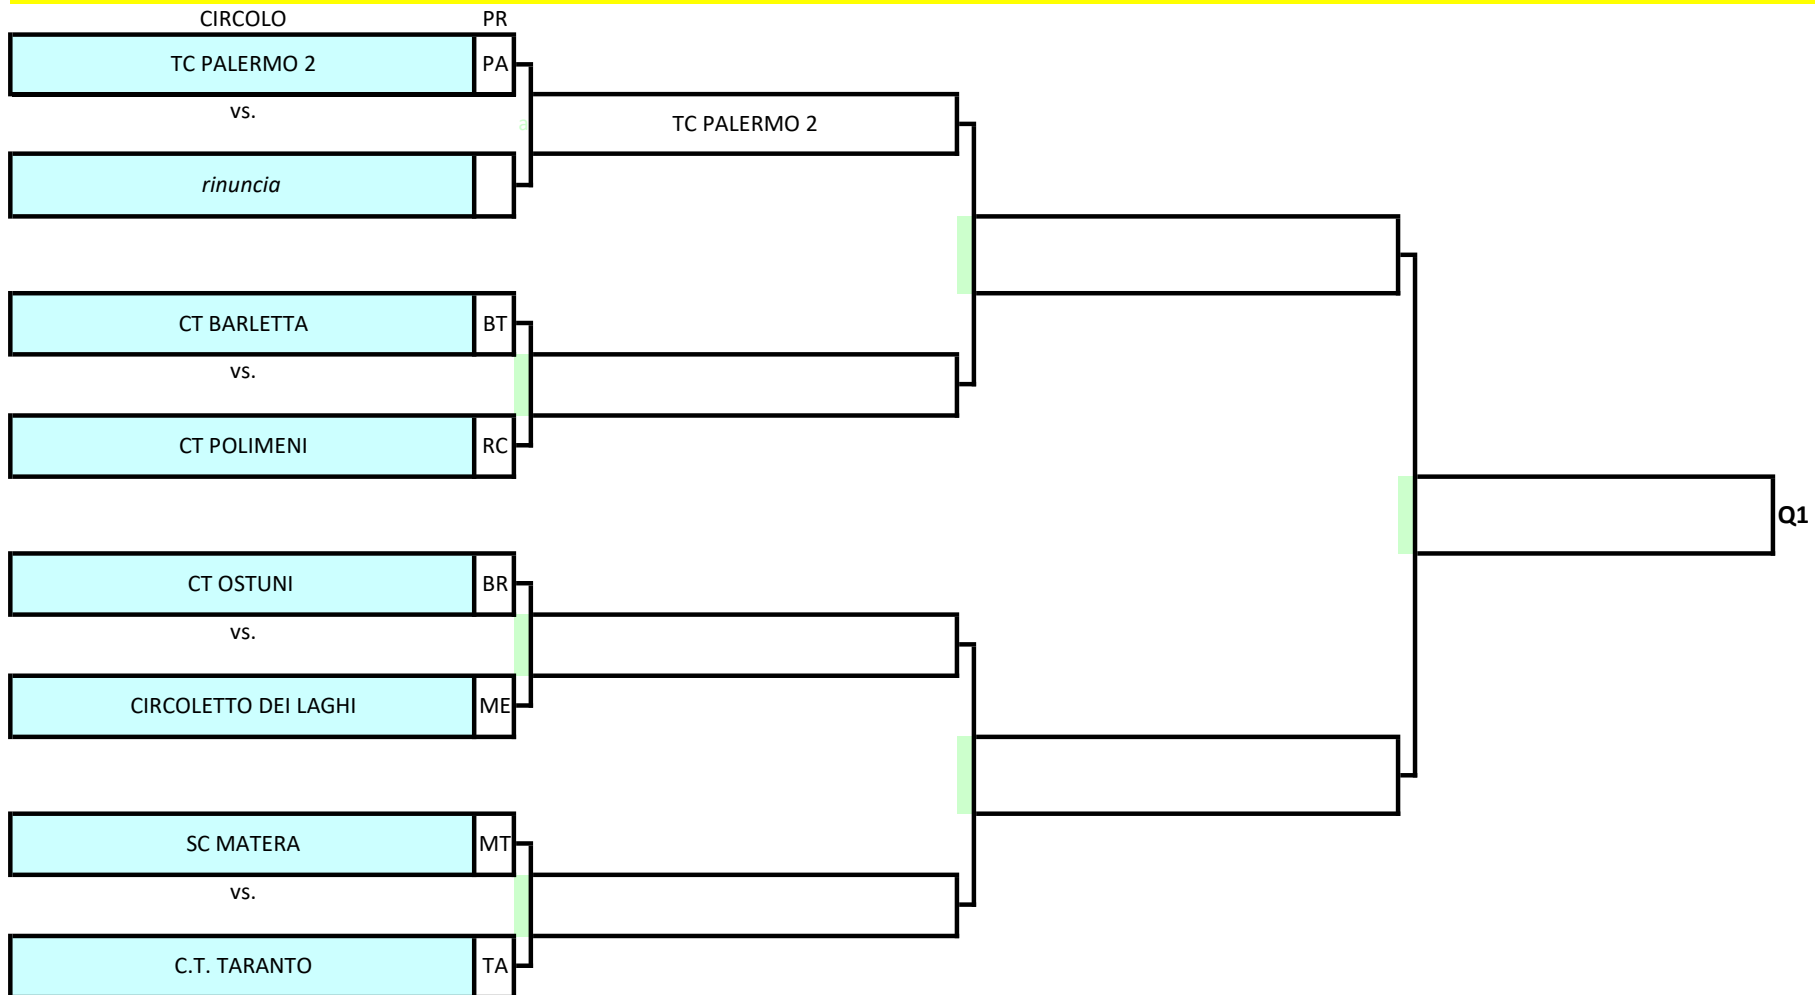 CIRCOLO PR
TC PALERMO 2 PA
vs.
a TC PALERMO 2
rinuncia
CT BARLETTA BT
vs.
CT POLIMENI RC
Q1
CT OSTUNI BR
vs.
CIRCOLETTO DEI LAGHI ME
SC MATERA MT
vs.
C.T. TARANTO TA